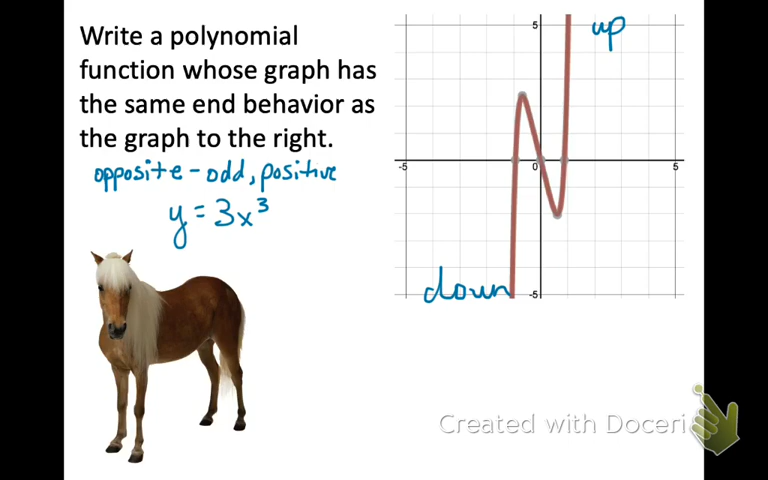 Write a polynomial
function whose graph has
the same end behavior as
the graph to the right.
opposite - odd, positive
y = 3x³
up
5
-5
0
5
down
-5
Created with Doceri